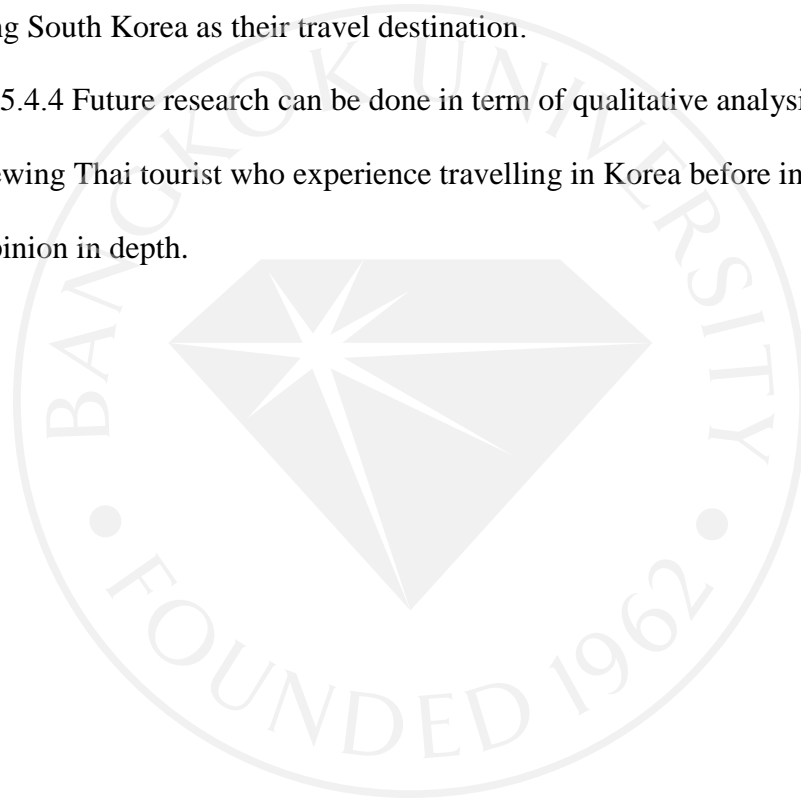 ng South Korea as their travel destination.
5.4.4 Future research can be done in term of qualitative analysi
ewing Thai tourist who experience travelling in Korea before in
pinion in depth.
BANGKOK UNIVERSITY
FOUNDED 1962